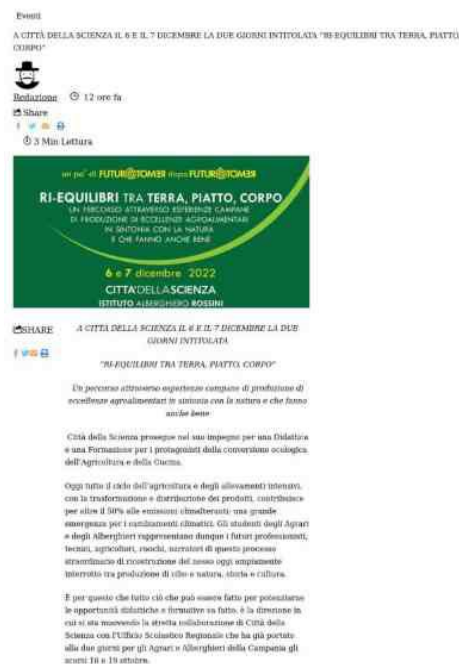 Eventi
A CITTÀ DELLA SCIENZA IL 6 E IL 7 DICEMBRE LA DUE GIORNI INTITOLATA "RI-EQUILIBRI TRA TERRA, PIATTO,
CORPO"
Redazione 12 ore fa
Share
3 Min Lettura
un po' di FUTURO REMOTO dopo FUTURO REMOTO
RI-EQUILIBRI TRA TERRA, PIATTO, CORPO
UN PERCORSO ATTRAVERSO ESPERIENZE CAMPANE
DI PRODUZIONE DI ECCELLENZE AGROALIMENTARI
IN SINTONIA CON LA NATURA
E CHE FANNO ANCHE BENE
6 e 7 dicembre 2022
CITTA'DELLASCIENZA
ISTITUTO ALBERGHIERO ROSSINI
SHARE
A CITTÀ DELLA SCIENZA IL 6 E IL 7 DICEMBRE LA DUE
GIORNI INTITOLATA
"RI-EQUILIBRI TRA TERRA, PIATTO, CORPO"
Un percorso attraverso esperienze campane di produzione di
eccellenze agroalimentari in sintonia con la natura e che fanno
anche bene
Città della Scienza prosegue nel suo impegno per una Didattica
e una Formazione per i protagonisti della conversione ecologica
dell'Agricoltura e della Cucina.
Oggi tutto il ciclo dell'agricoltura e degli allevamenti intensivi,
con la trasformazione e distribuzione dei prodotti, contribuisce
per oltre il 50% alle emissioni climalteranti: una grande
emergenza per i cambiamenti climatici. Gli studenti degli Agrari
e degli Alberghieri rappresentano dunque i futuri professionisti,
tecnici, agricoltori, cuochi, narratori di questo processo
straordinario di ricostruzione del nesso oggi ampiamente
interrotto tra produzione di cibo e natura, storia e cultura.
È per questo che tutto ciò che può essere fatto per potenziarne
le opportunità didattiche e formative va fatto, è la direzione in
cui si sta muovendo la stretta collaborazione di Città della
Scienza con l'Ufficio Scolastico Regionale che ha già portato
alla due giorni per gli Agrari e Alberghieri della Campania gli
scorsi 18 e 19 ottobre.